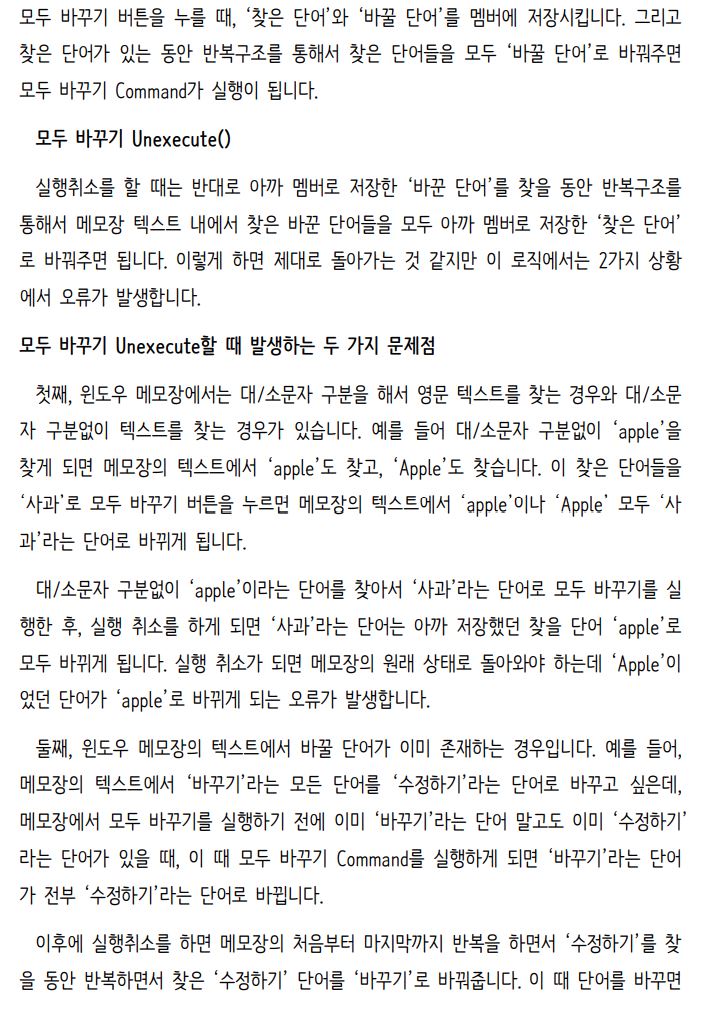 모두 바꾸기 버튼을 누를 때, ‘찾은 단어’와 ‘바꿀 단어’를 멤버에 저장시킵니다. 그리고
찾은 단어가 있는 동안 반복구조를 통해서 찾은 단어들을 모두 ‘바꿀 단어’로 바꿔주면
모두 바꾸기 Command가 실행이 됩니다.
모두 바꾸기 Unexecute()
실행취소를 할 때는 반대로 아까 멤버로 저장한 ‘바꾼 단어’를 찾을 동안 반복구조를
통해서 메모장 텍스트 내에서 찾은 바꾼 단어들을 모두 아까 멤버로 저장한 ‘찾은 단어’
로 바꿔주면 됩니다. 이렇게 하면 제대로 돌아가는 것 같지만 이 로직에서는 2가지 상황
에서 오류가 발생합니다.
모두 바꾸기 Unexecute할 때 발생하는 두 가지 문제점
첫째, 윈도우 메모장에서는 대/소문자 구분을 해서 영문 텍스트를 찾는 경우와 대/소문
자 구분없이 텍스트를 찾는 경우가 있습니다. 예를 들어 대/소문자 구분없이 ‘apple’을
찾게 되면 메모장의 텍스트에서 ‘apple’도 찾고, ‘Apple’도 찾습니다. 이 찾은 단어들을
‘사과’로 모두 바꾸기 버튼을 누르면 메모장의 텍스트에서 ‘apple’이나 ‘Apple’ 모두 ‘사
과’라는 단어로 바뀌게 됩니다.
대/소문자 구분없이 ‘apple’이라는 단어를 찾아서 ‘사과’라는 단어로 모두 바꾸기를 실
행한 후, 실행 취소를 하게 되면 ‘사과’라는 단어는 아까 저장했던 찾을 단어 ‘apple’로
모두 바뀌게 됩니다. 실행 취소가 되면 메모장의 원래 상태로 돌아와야 하는데 ‘Apple’이
었던 단어가 ‘apple’로 바뀌게 되는 오류가 발생합니다.
둘째, 윈도우 메모장의 텍스트에서 바꿀 단어가 이미 존재하는 경우입니다. 예를 들어,
메모장의 텍스트에서 ‘바꾸기’라는 모든 단어를 ‘수정하기’라는 단어로 바꾸고 싶은데,
메모장에서 모두 바꾸기를 실행하기 전에 이미 ‘바꾸기’라는 단어 말고도 이미 ‘수정하기’
라는 단어가 있을 때, 이 때 모두 바꾸기 Command를 실행하게 되면 ‘바꾸기’라는 단어
가 전부 ‘수정하기’라는 단어로 바뀝니다.
이후에 실행취소를 하면 메모장의 처음부터 마지막까지 반복을 하면서 ‘수정하기’를 찾
을 동안 반복하면서 찾은 ‘수정하기’ 단어를 ‘바꾸기’로 바꿔줍니다. 이 때 단어를 바꾸면